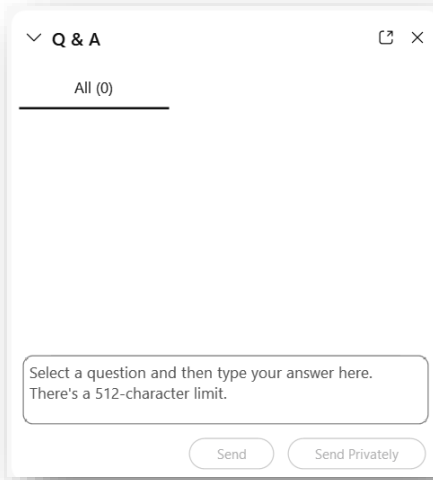 Q & A
All (0)
Select a question and then type your answer here.
There's a 512-character limit.
Send
Send Privately